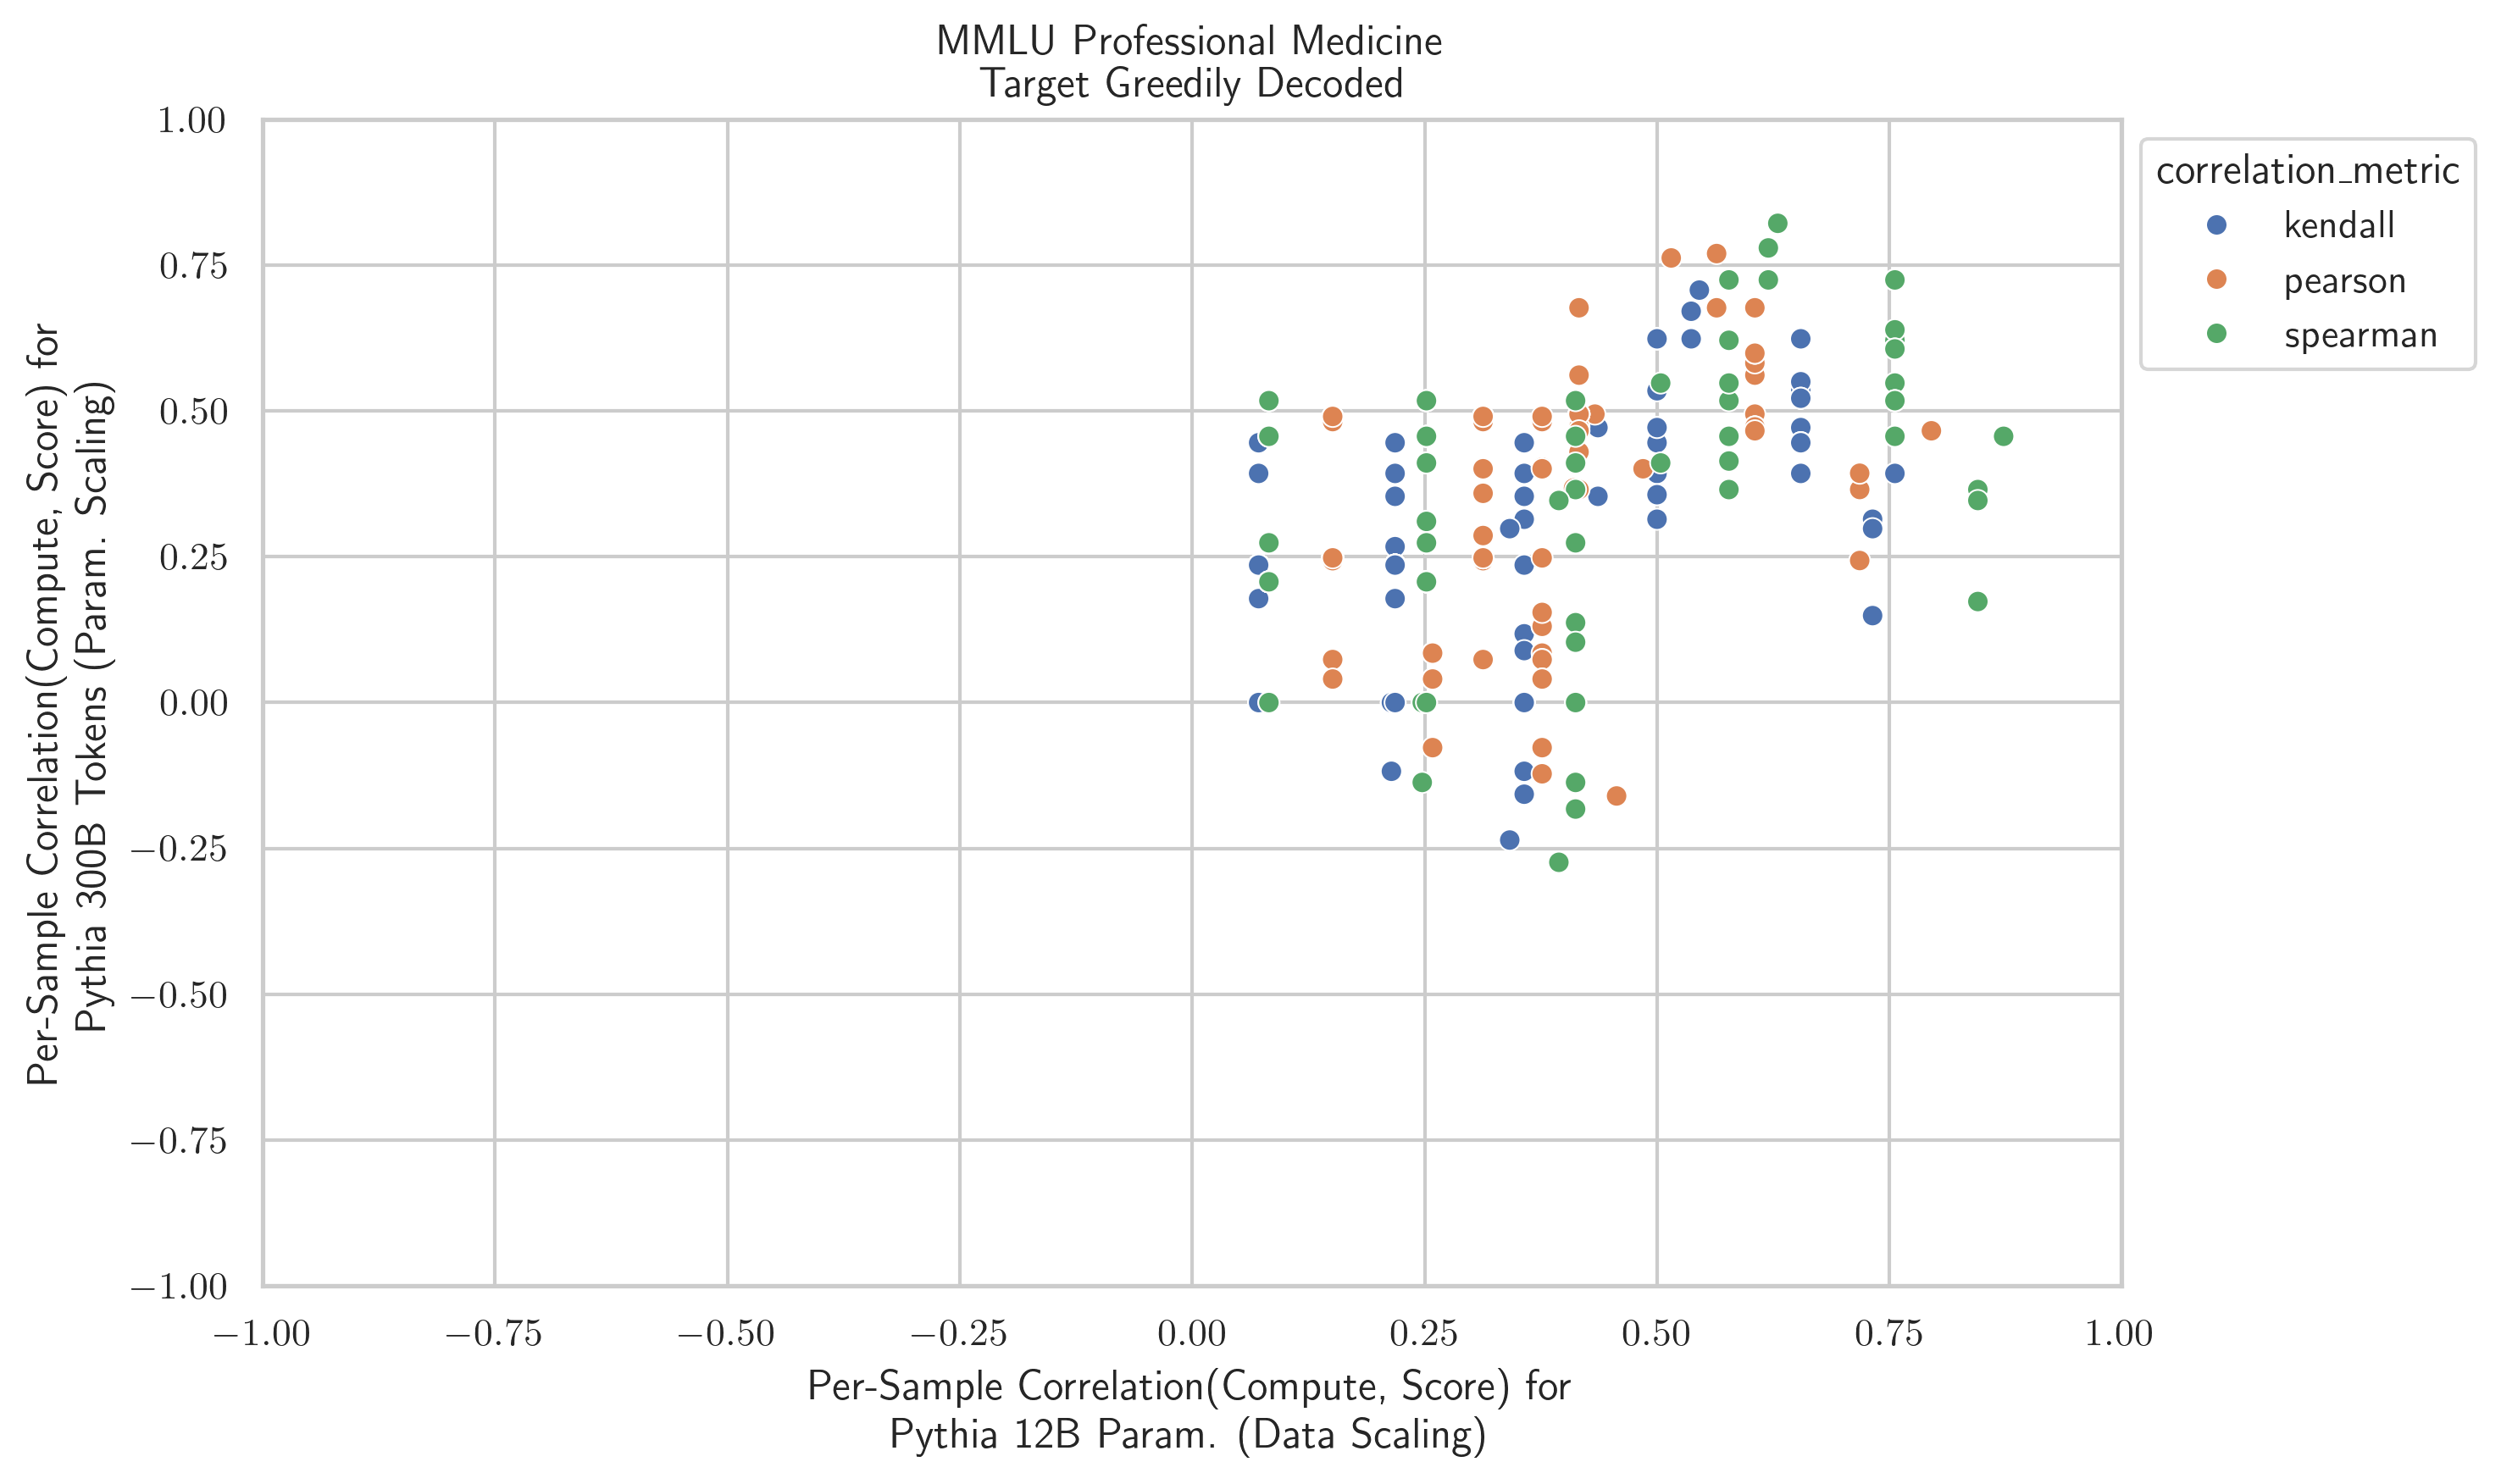 MMLU Professional Medicine
Target Greedily Decoded
Per-Sample Correlation(Compute, Score) for
Pythia 300B Tokens (Param. Scaling)
1.00
0.75
0.50
0.25
0.00
−0.25
−0.50
−0.75
−1.00
−1.00
−0.75
−0.50
−0.25
0.00
0.25
0.50
0.75
1.00
Per-Sample Correlation(Compute, Score) for
Pythia 12B Param. (Data Scaling)
correlation_metric
kendall
pearson
spearman